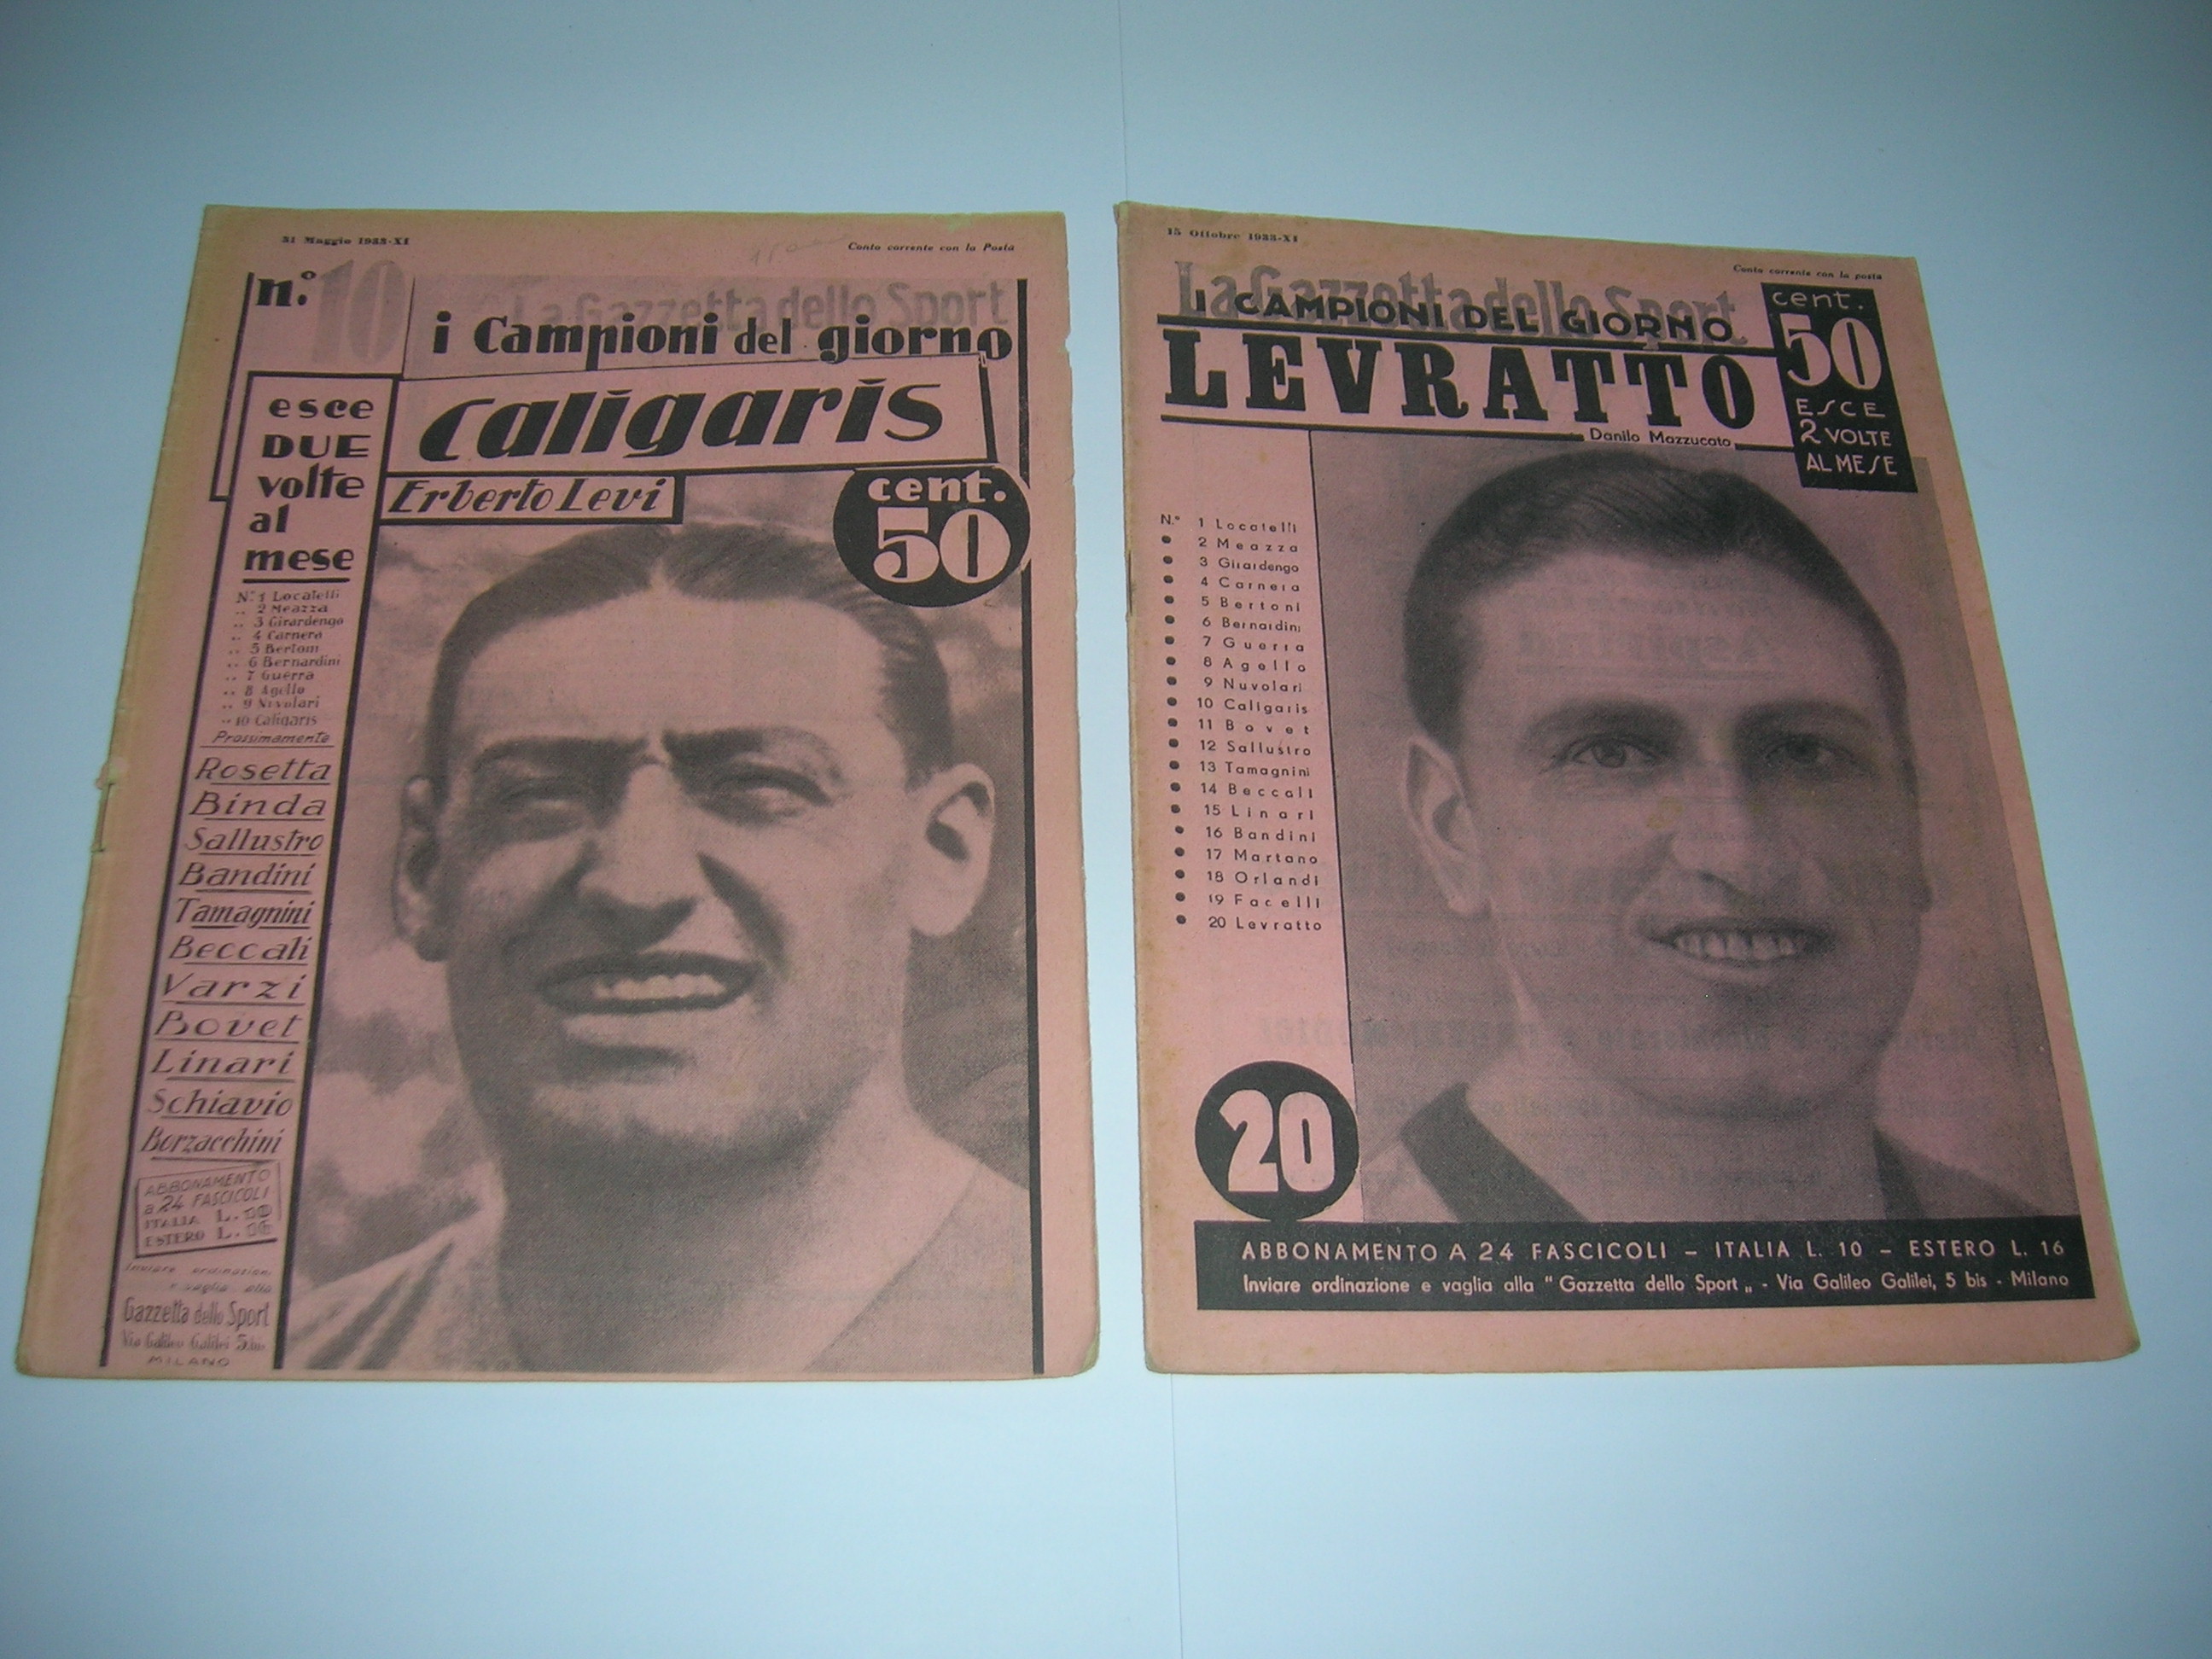 31 Maggio 1933-XI
Conto corrente con la Posta
n.° 10
La Gazzetta dello Sport
i Campioni del giorno
Caligaris
Erberto Levi
cent.
50
esce
DUE
volte
al
mese
N.° 1 Locatelli
.. 2 Meazza
.. 3 Girardengo
.. 4 Carnera
.. 5 Bertoni
.. 6 Bernardini
.. 7 Guerra
.. 8 Agello
.. 9 Nuvolari
.. 10 Caligaris
Prossimamente
Rosetta
Binda
Sallustro
Bandini
Tamagnini
Beccali
Varzi
Bovet
Linari
Schiavio
Borzacchini
ABBONAMENTO
a 24 FASCICOLI
ITALIA L. 10
ESTERO L. 16
Inviare ordinazioni
e vaglia alla
Gazzetta dello Sport
Via Galileo Galilei 5 bis
MILANO
15 Ottobre 1933-XI
Conto corrente con la posta
La Gazzetta dello Sport
I CAMPIONI DEL GIORNO
LEVRATTO
Danilo Mazzucato
cent.
50
ESCE
2 VOLTE
AL MESE
N.° 1 Locatelli
• 2 Meazza
• 3 Girardengo
• 4 Carnera
• 5 Bertoni
• 6 Bernardini
• 7 Guerra
• 8 Agello
• 9 Nuvolari
• 10 Caligaris
• 11 Bovet
• 12 Sallustro
• 13 Tamagnini
• 14 Beccali
• 15 Linari
• 16 Bandini
• 17 Martano
• 18 Orlandi
• 19 Facelli
• 20 Levratto
20
ABBONAMENTO A 24 FASCICOLI – ITALIA L. 10 – ESTERO L. 16
Inviare ordinazione e vaglia alla "Gazzetta dello Sport„ - Via Galileo Galilei, 5 bis - Milano